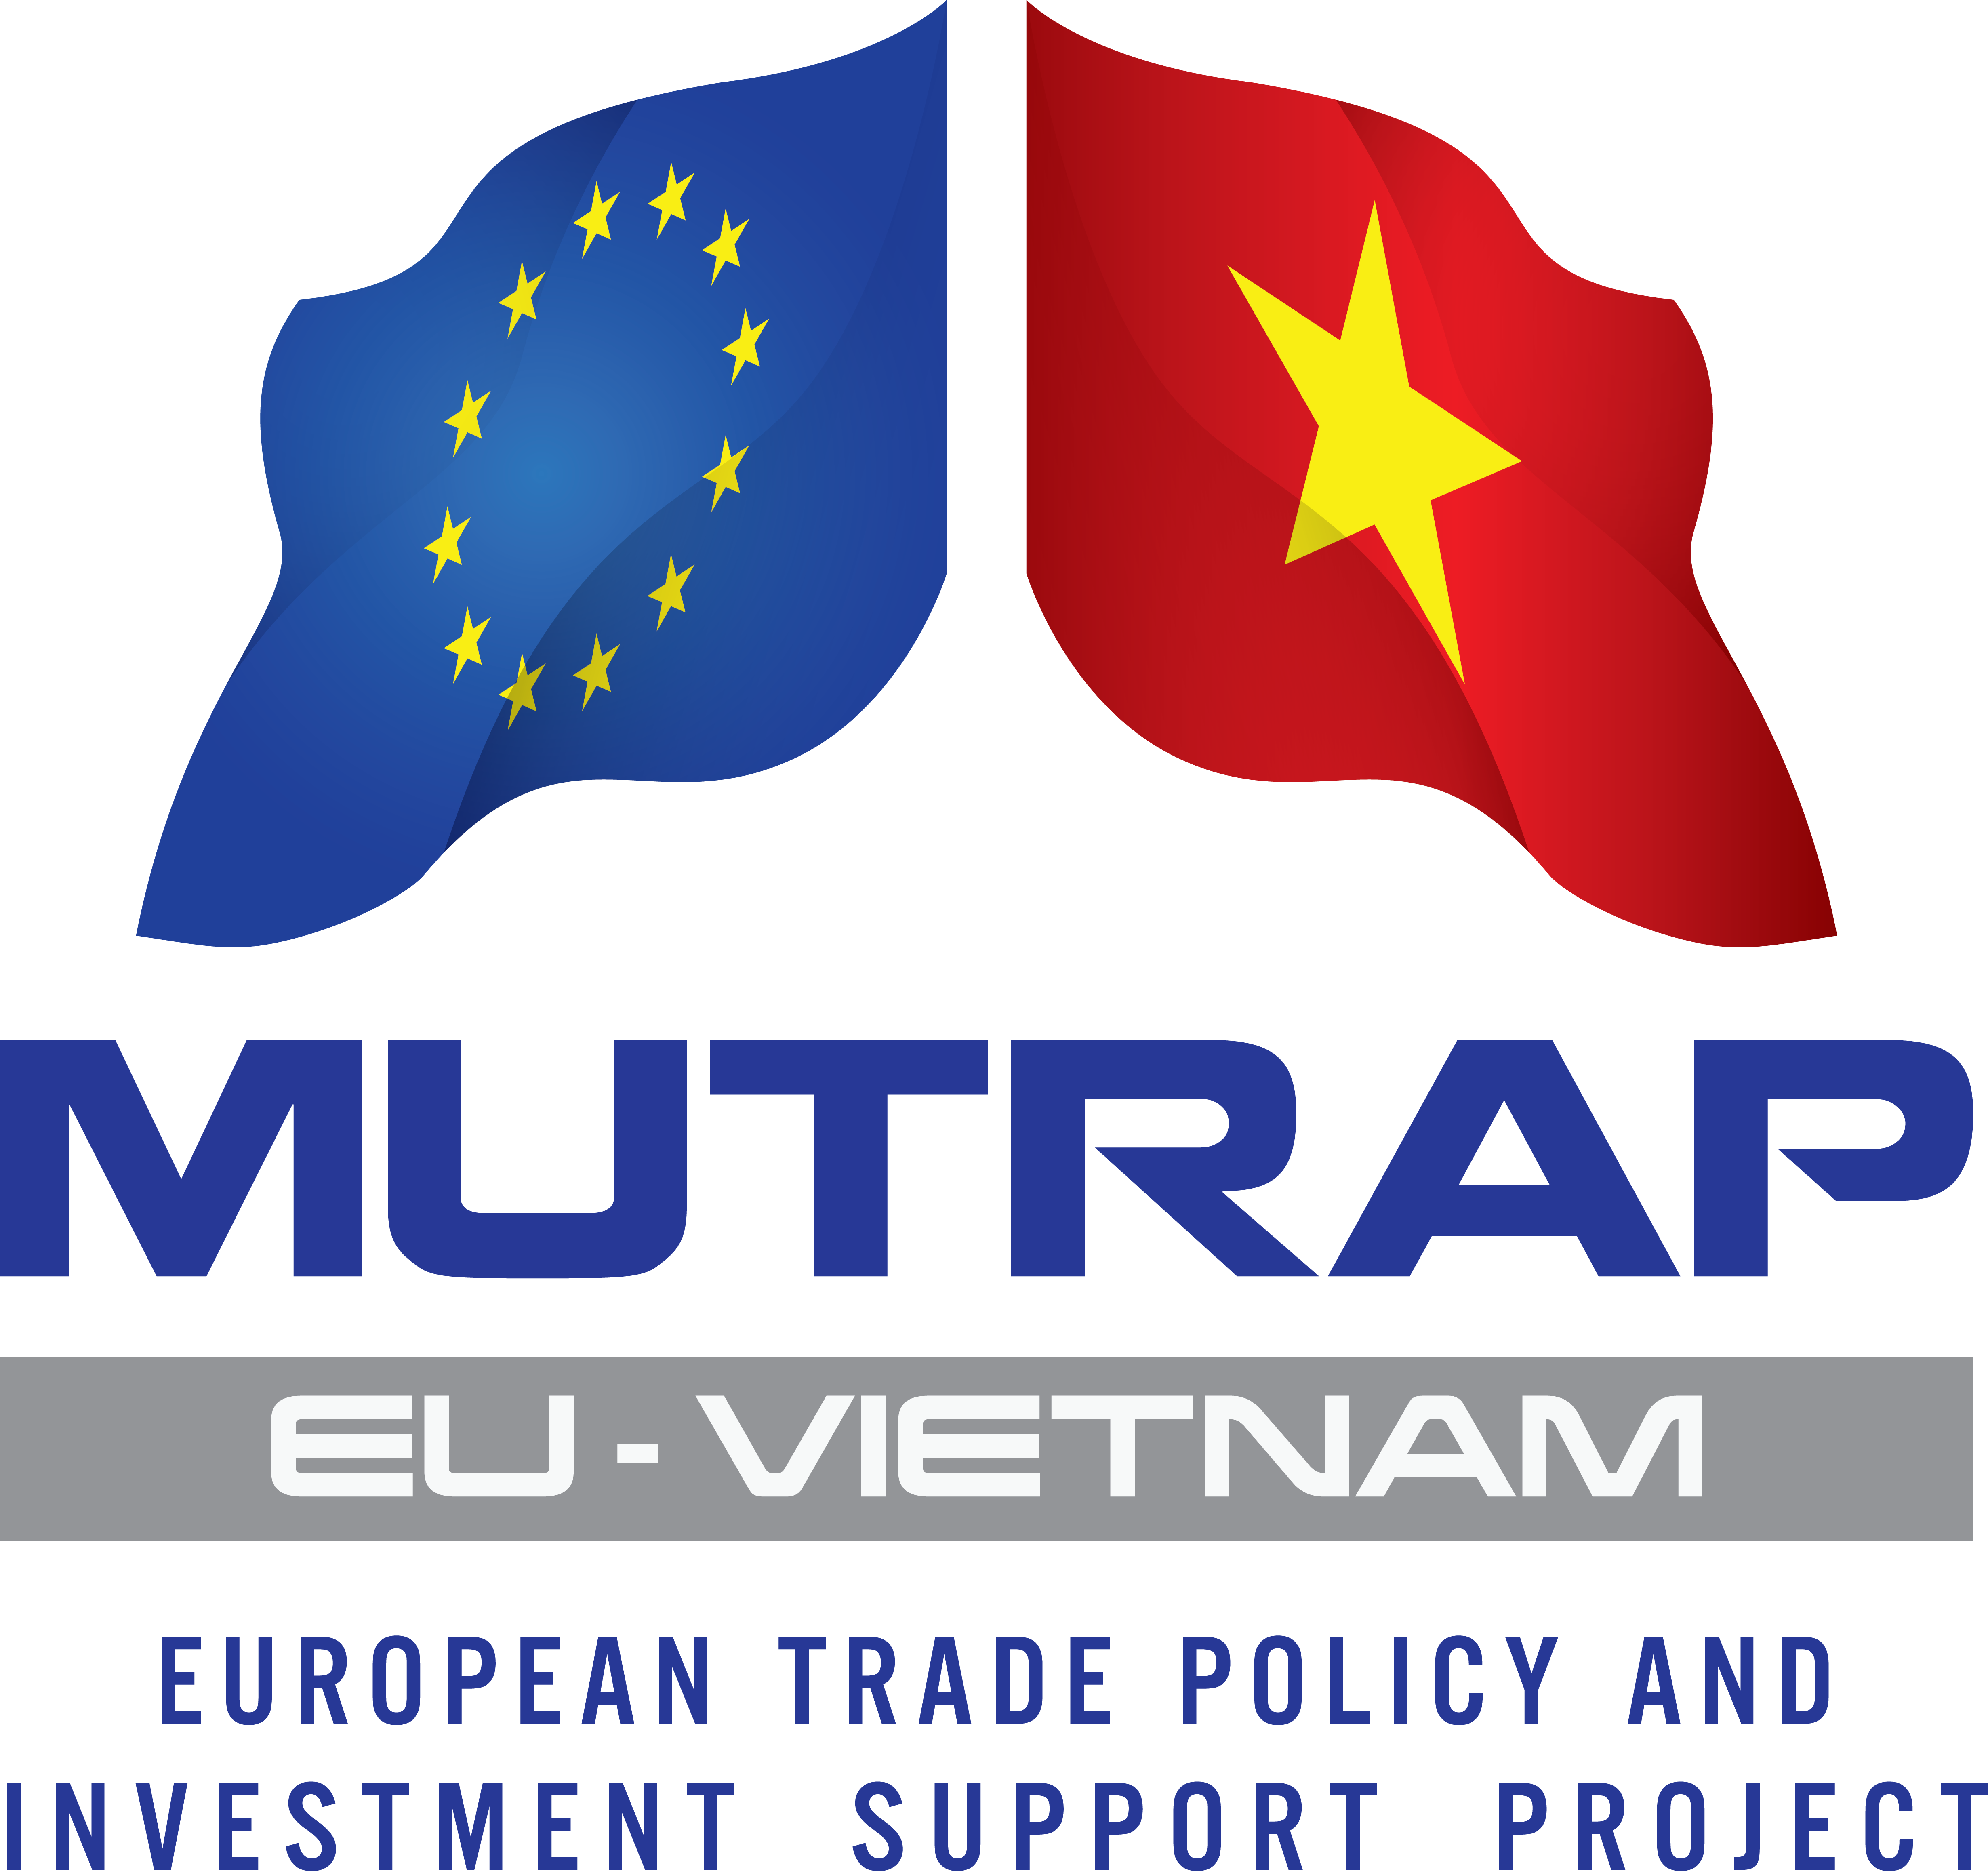 MUTRAP
EU - VIETNAM
EUROPEAN TRADE POLICY AND
INVESTMENT SUPPORT PROJECT